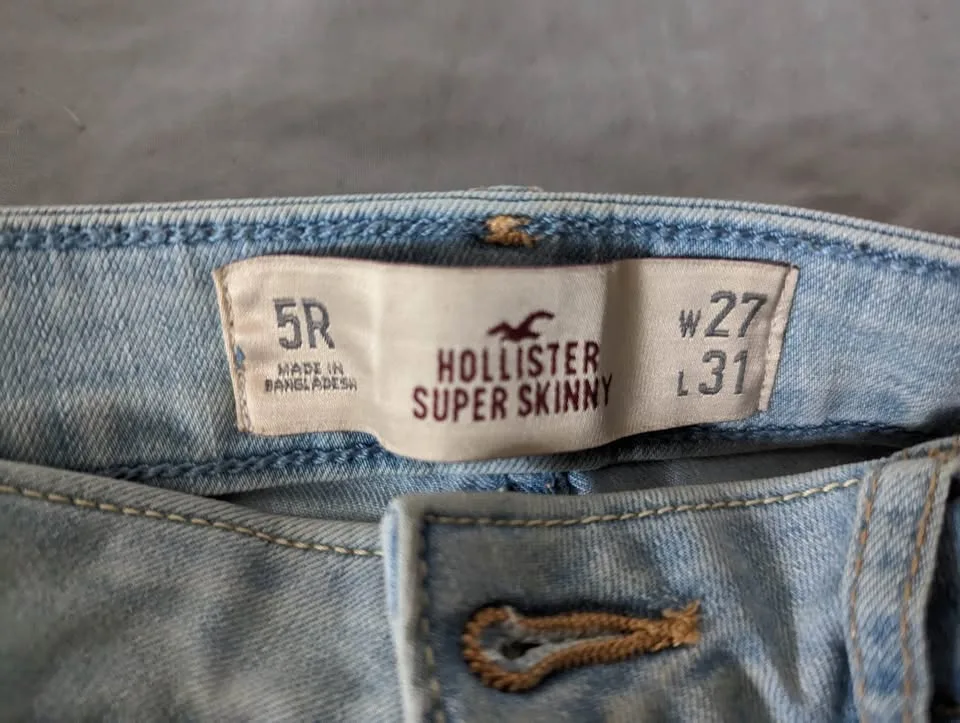 5R
MADE IN
BANGLADESH
HOLLISTER
SUPER SKINNY
W27
L31